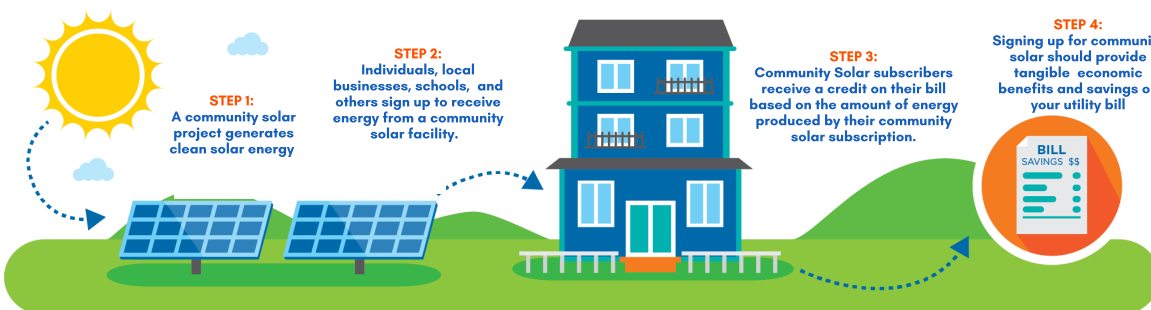 STEP 1:
A community solar
project generates
clean solar energy
STEP 2:
Individuals, local
businesses, schools, and
others sign up to receive
energy from a community
solar facility.
STEP 3:
Community Solar subscribers
receive a credit on their bill
based on the amount of energy
produced by their community
solar subscription.
STEP 4:
Signing up for communi
solar should provide
tangible economic
benefits and savings o
your utility bill
BILL
SAVINGS $$